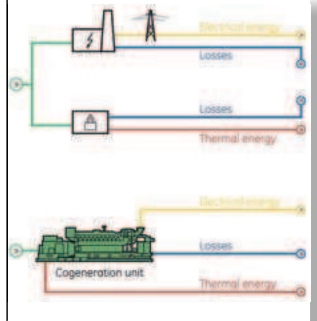 Electrical energy
Losses
Losses
Thermal energy
Electrical energy
Losses
Cogeneration unit
Thermal energy